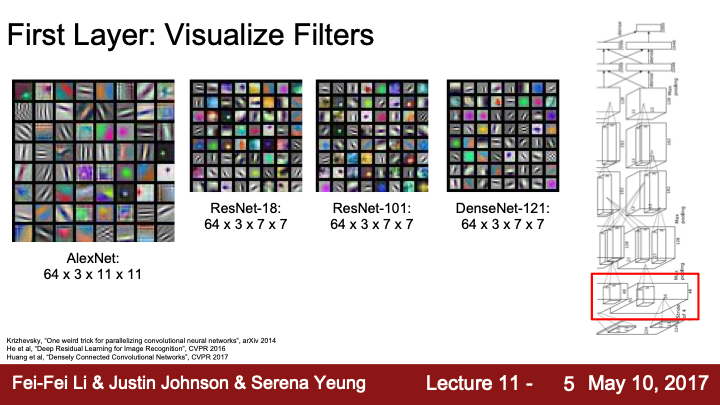 First Layer: Visualize Filters
AlexNet:
64 x 3 x 11 x 11
ResNet-18:
64 x 3 x 7 x 7
ResNet-101:
64 x 3 x 7 x 7
DenseNet-121:
64 x 3 x 7 x 7
Krizhevsky, "One weird trick for parallelizing convolutional neural networks", arXiv 2014
He et al, "Deep Residual Learning for Image Recognition", CVPR 2016
Huang et al, "Densely Connected Convolutional Networks", CVPR 2017
Fei-Fei Li & Justin Johnson & Serena Yeung
Lecture 11 - 5 May 10, 2017